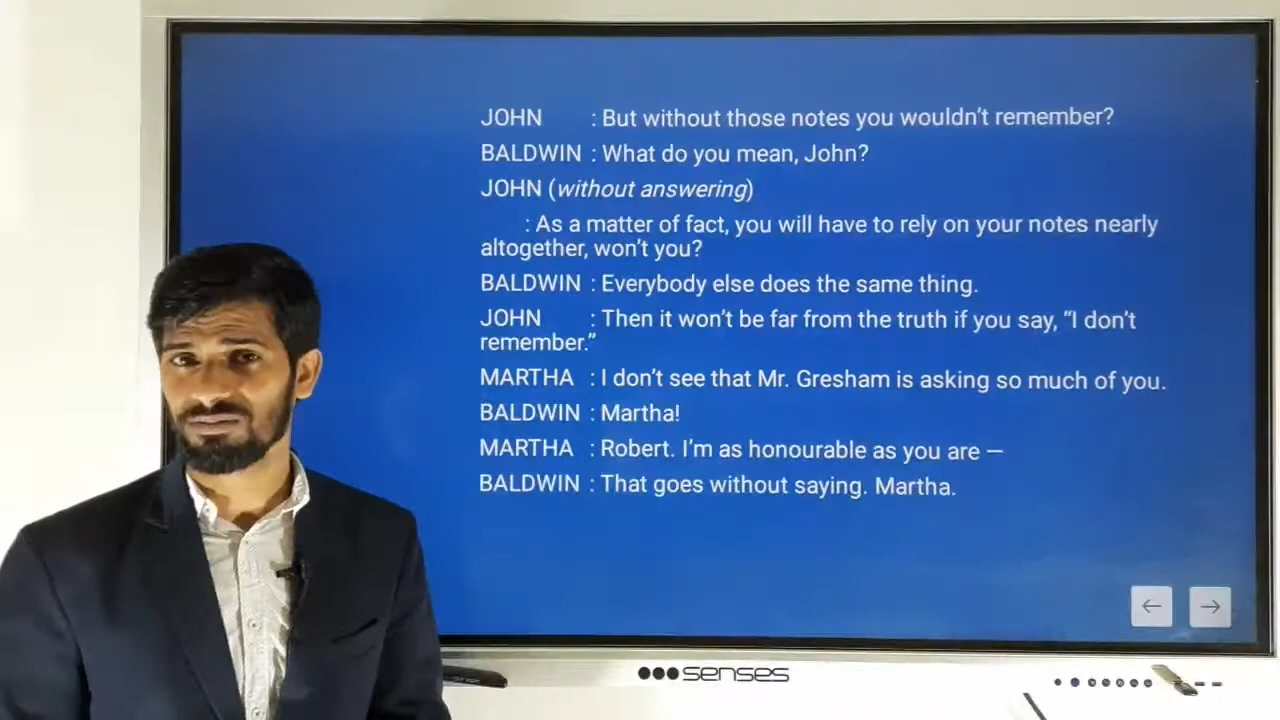 JOHN : But without those notes you wouldn't remember?
BALDWIN : What do you mean, John?
JOHN (without answering)
: As a matter of fact, you will have to rely on your notes nearly
altogether, won't you?
BALDWIN : Everybody else does the same thing.
JOHN : Then it won't be far from the truth if you say, “I don't
remember.”
MARTHA : I don't see that Mr. Gresham is asking so much of you.
BALDWIN : Martha!
MARTHA : Robert. I'm as honourable as you are —
BALDWIN : That goes without saying. Martha.
senses